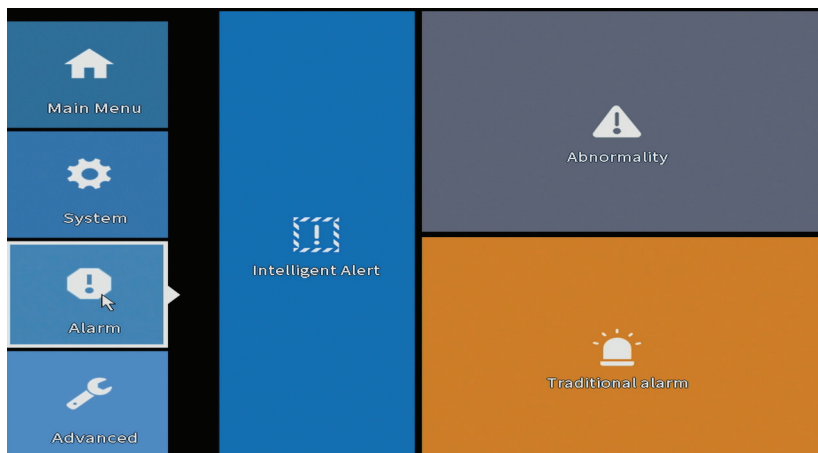 Main Menu
System
Alarm
Advanced
Intelligent Alert
Abnormality
Traditional alarm